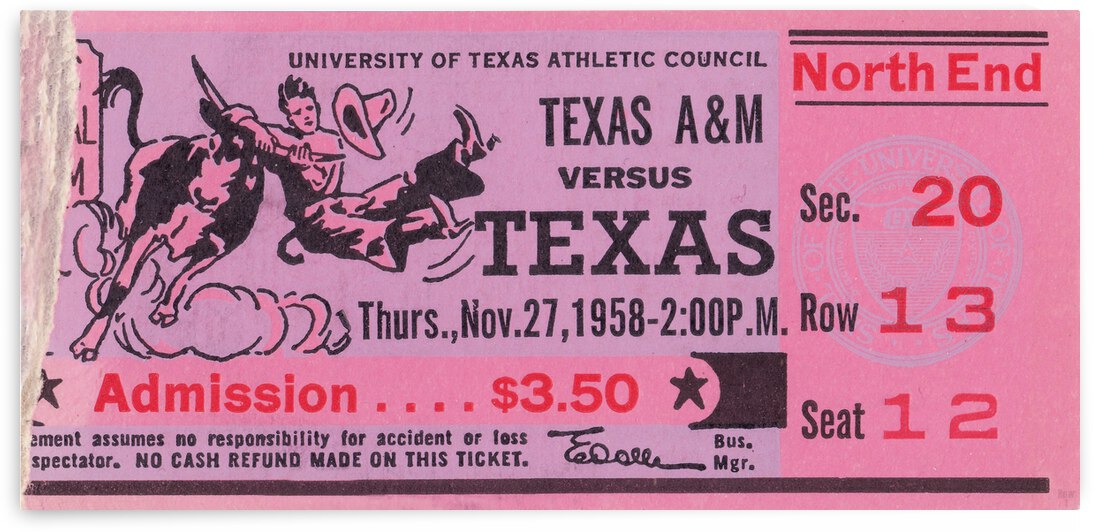 UNIVERSITY OF TEXAS ATHLETIC COUNCIL
TEXAS A&M
VERSUS
TEXAS
Thurs., Nov. 27, 1958-2:00P.M.
Admission .... $3.50
ement assumes no responsibility for accident or loss
spectator. NO CASH REFUND MADE ON THIS TICKET.
Bus.
Mgr.
North End
Sec. 20
Row 13
Seat 12